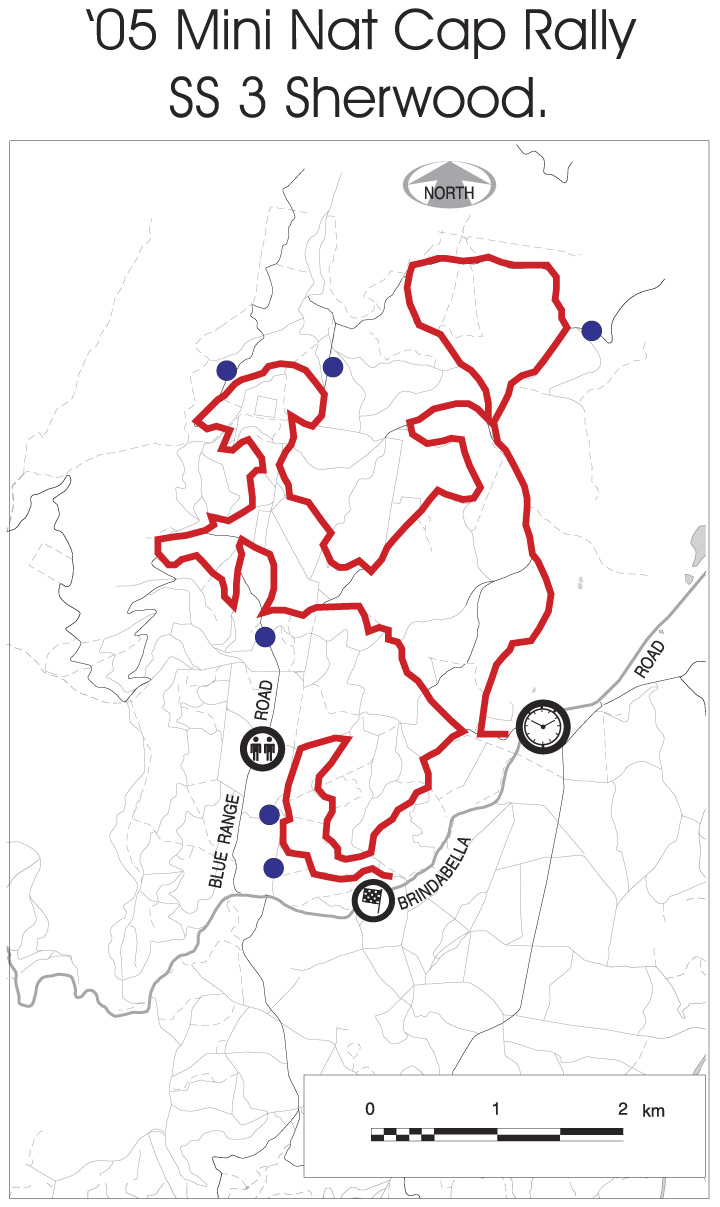 ‘05 Mini Nat Cap Rally
SS 3 Sherwood.
NORTH
ROAD
ROAD
BLUE RANGE
BRINDABELLA
0 1 2 km